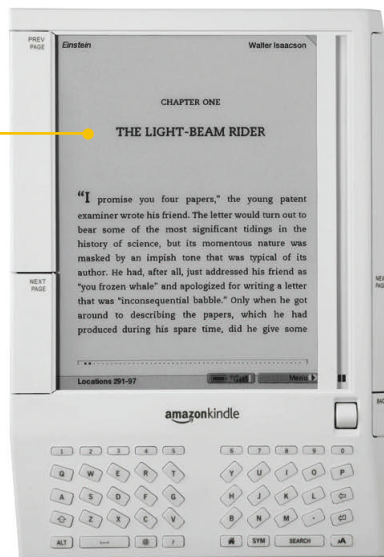 PREV
PAGE
Einstein
Walter Isaacson
CHAPTER ONE
THE LIGHT-BEAM RIDER
“I promise you four papers,” the young patent
examiner wrote his friend. The letter would turn out to
bear some of the most significant tidings in the
history of science, but its momentous nature was
masked by an impish tone that was typical of its
author. He had, after all, just addressed his friend as
“you frozen whale” and apologized for writing a letter
that was “inconsequential babble.” Only when he got
around to describing the papers, which he had
produced during his spare time, did he give some
NEXT
PAGE
Locations 291-97
Menu
amazonkindle
1 2 3 4 5 6 7 8 9 0
Q W E R T Y U I O P
A S D F G H J K L
Z X C V B N M .
ALT @ / SYM SEARCH AA